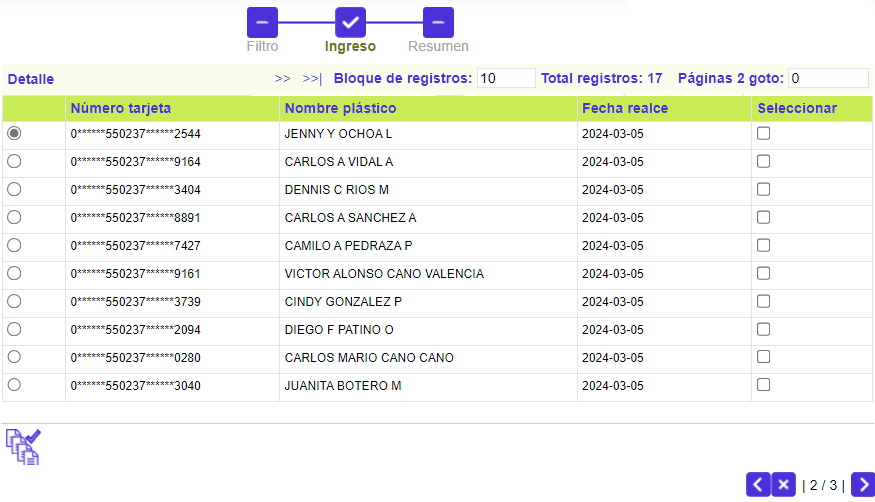 Filtro Ingreso Resumen
Detalle >> >>| Bloque de registros: 10 Total registros: 17 Páginas 2 goto: 0
Número tarjeta Nombre plástico Fecha realce Seleccionar
0******550237******2544 JENNY Y OCHOA L 2024-03-05
0******550237******9164 CARLOS A VIDAL A 2024-03-05
0******550237******3404 DENNIS C RIOS M 2024-03-05
0******550237******8891 CARLOS A SANCHEZ A 2024-03-05
0******550237******7427 CAMILO A PEDRAZA P 2024-03-05
0******550237******9161 VICTOR ALONSO CANO VALENCIA 2024-03-05
0******550237******3739 CINDY GONZALEZ P 2024-03-05
0******550237******2094 DIEGO F PATINO O 2024-03-05
0******550237******0280 CARLOS MARIO CANO CANO 2024-03-05
0******550237******3040 JUANITA BOTERO M 2024-03-05
| 2 / 3 |